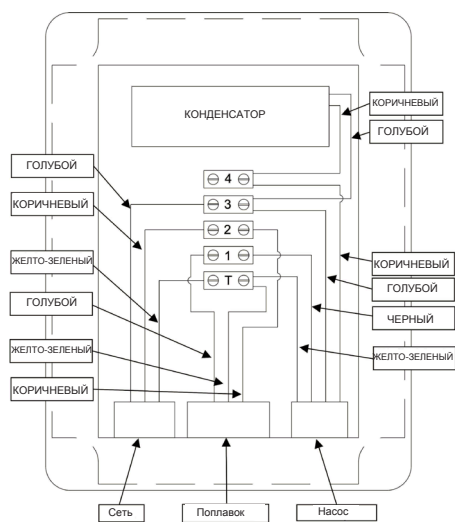 КОНДЕНСАТОР
КОРИЧНЕВЫЙ
ГОЛУБОЙ
4
3
2
1
Т
ГОЛУБОЙ
КОРИЧНЕВЫЙ
ЖЕЛТО-ЗЕЛЕНЫЙ
ГОЛУБОЙ
ЖЕЛТО-ЗЕЛЕНЫЙ
КОРИЧНЕВЫЙ
КОРИЧНЕВЫЙ
ГОЛУБОЙ
ЧЕРНЫЙ
ЖЕЛТО-ЗЕЛЕНЫЙ
Сеть
Поплавок
Насос